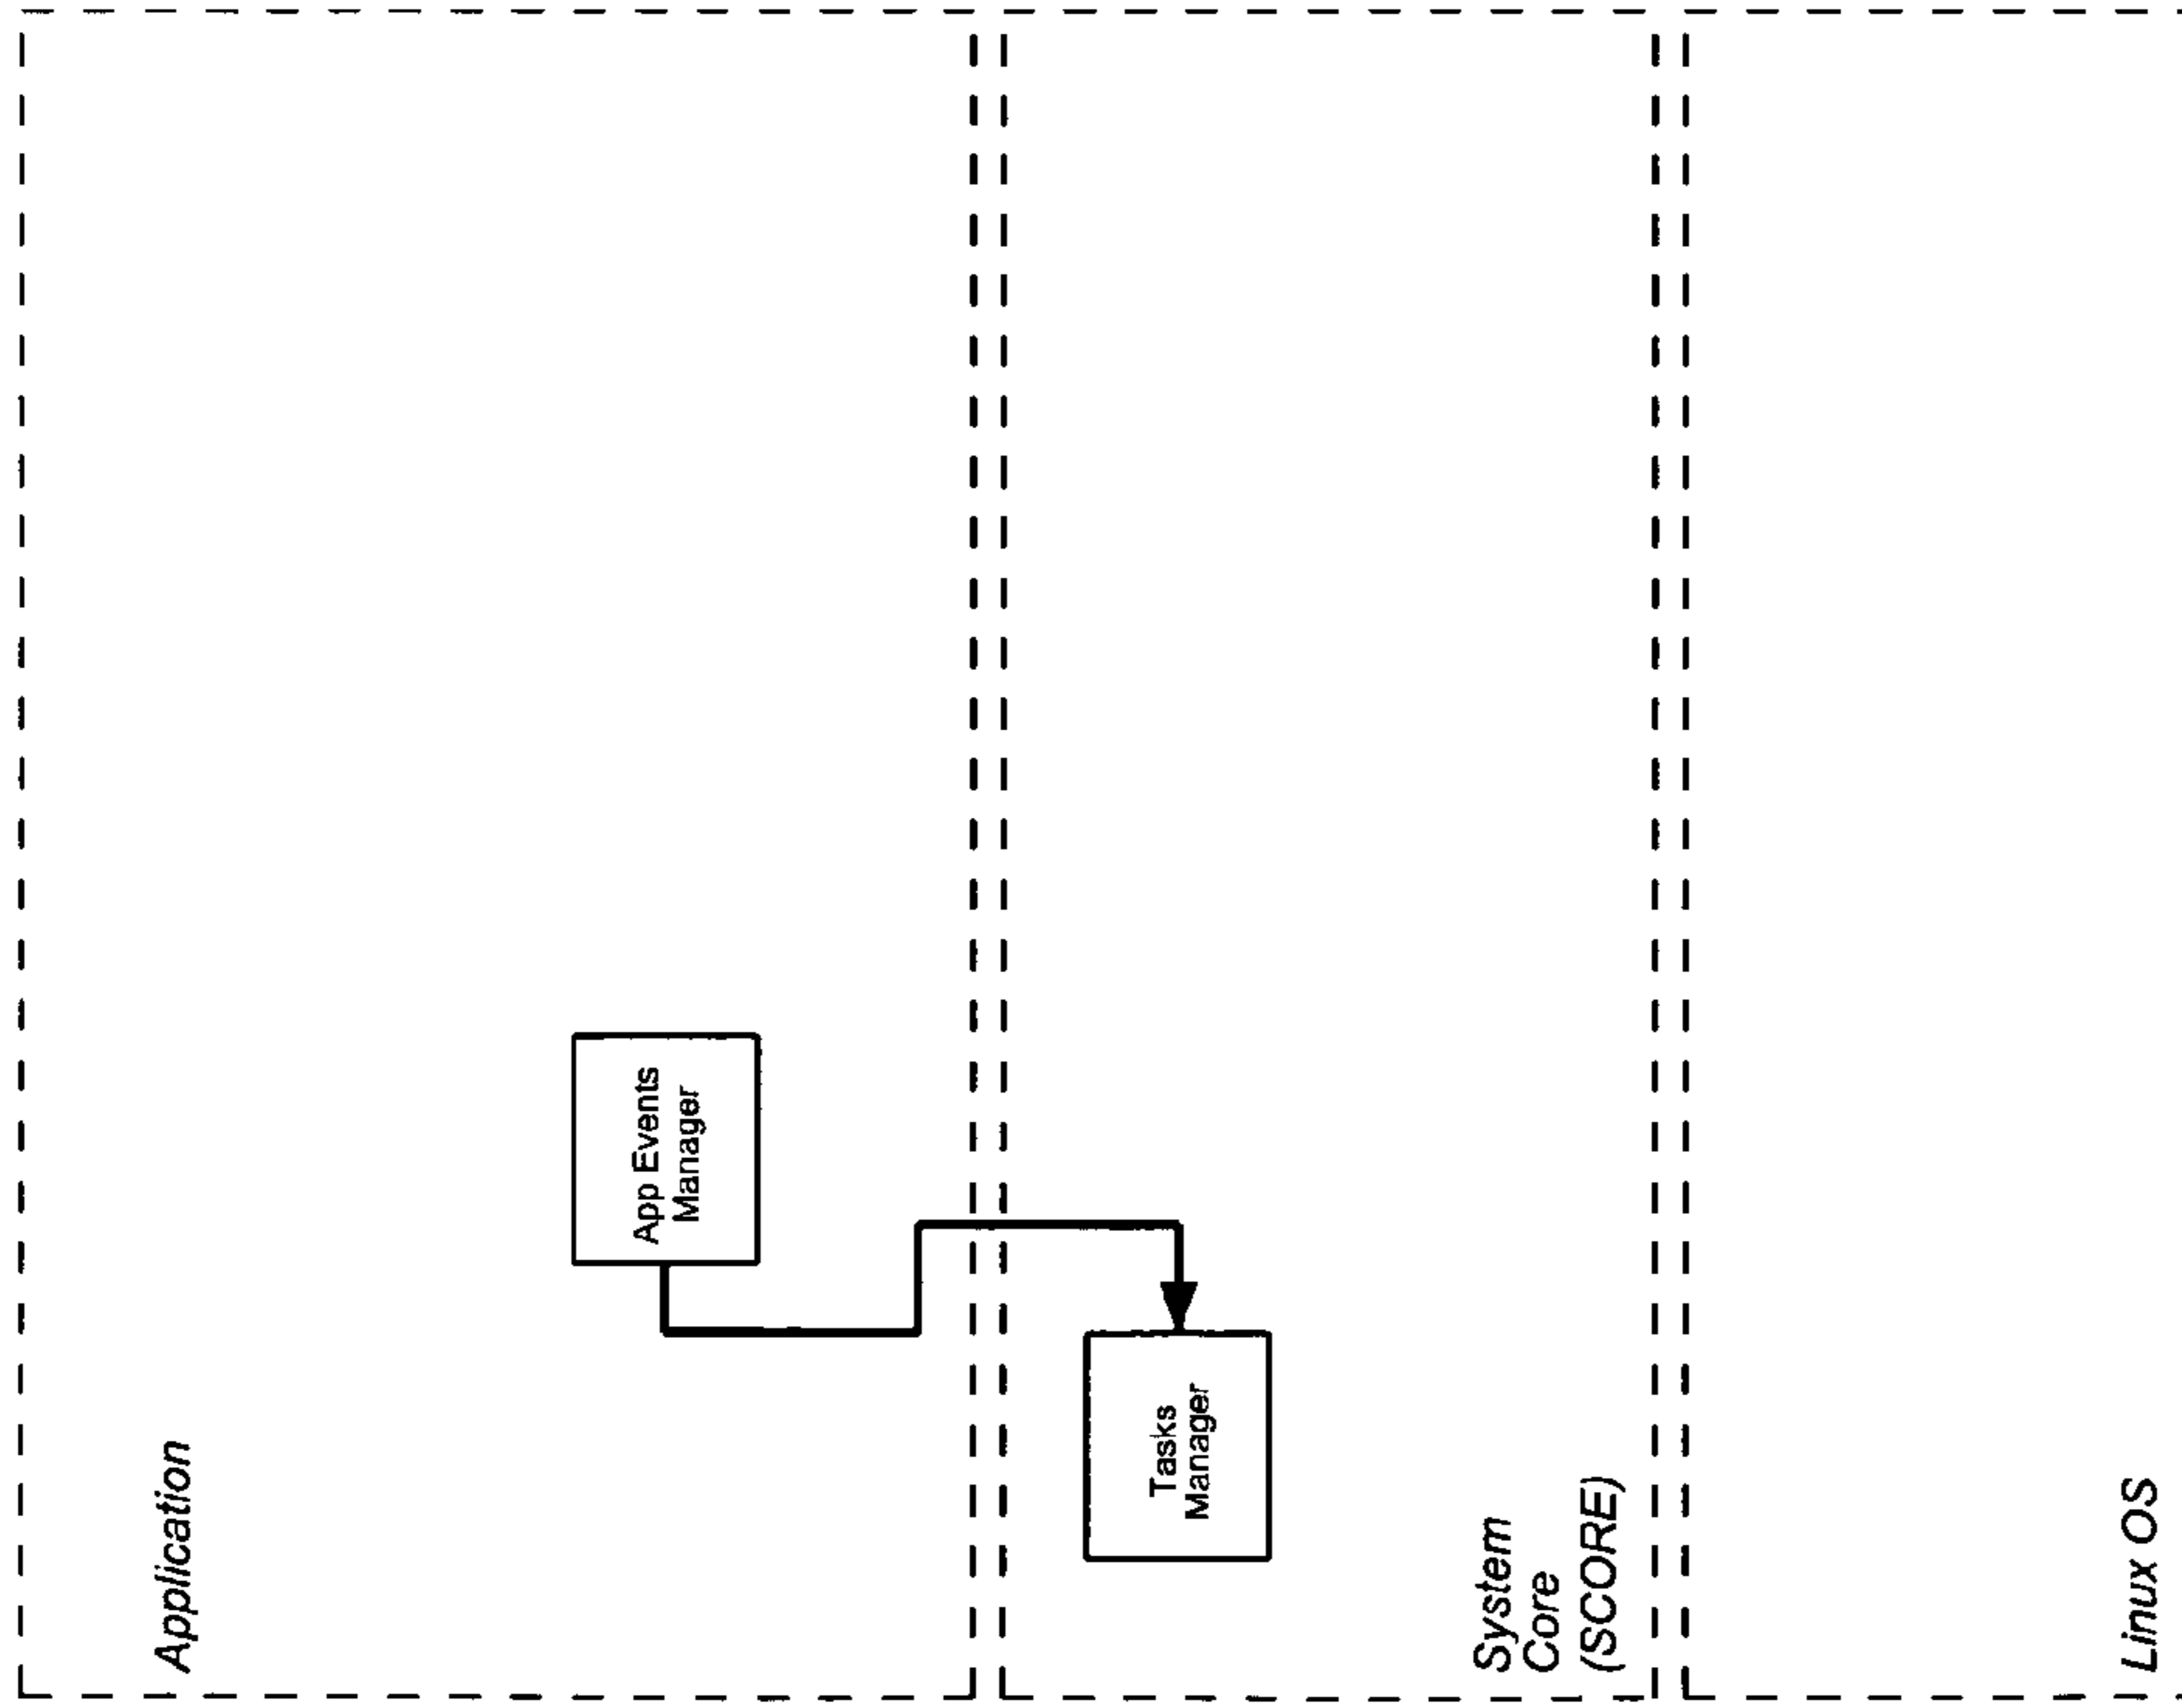 Application
App Events
Manager
Tasks
Manager
System
Core
(SCORE)
Linux OS